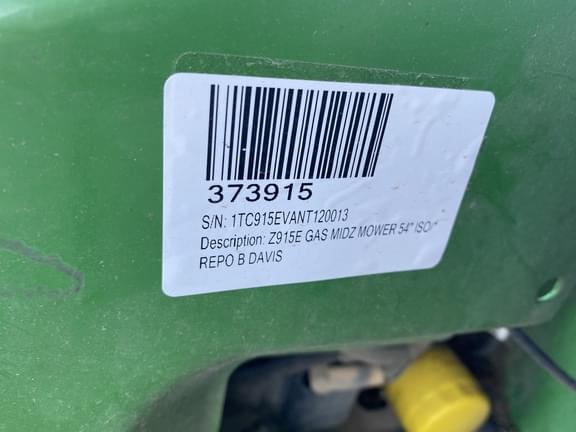 373915
S/N: 1TC915EVANT120013
Description: Z915E GAS MIDZ MOWER 54" ISO/*
REPO B DAVIS